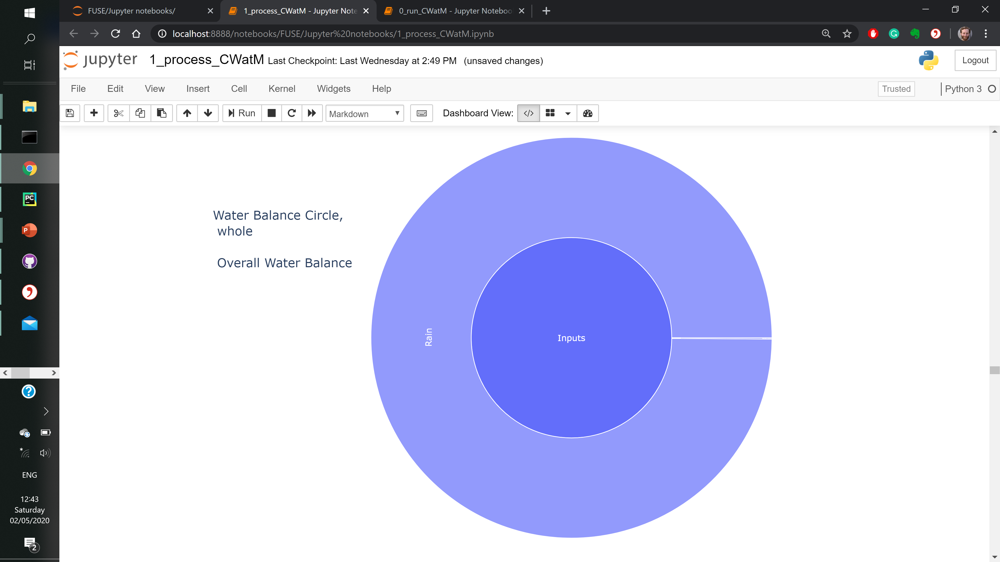 FUSE/Jupyter notebooks/
1_process_CWatM - Jupyter Note
0_run_CWatM - Jupyter Noteboo
localhost:8888/notebooks/FUSE/Jupyter%20notebooks/1_process_CWatM.ipynb
jupyter 1_process_CWatM Last Checkpoint: Last Wednesday at 2:49 PM (unsaved changes)
Logout
File Edit View Insert Cell Kernel Widgets Help
Trusted
Python 3
Run
Markdown
Dashboard View:
PC
P
Water Balance Circle,
whole
Overall Water Balance
Rain
Inputs
ENG
12:43
Saturday
02/05/2020
2